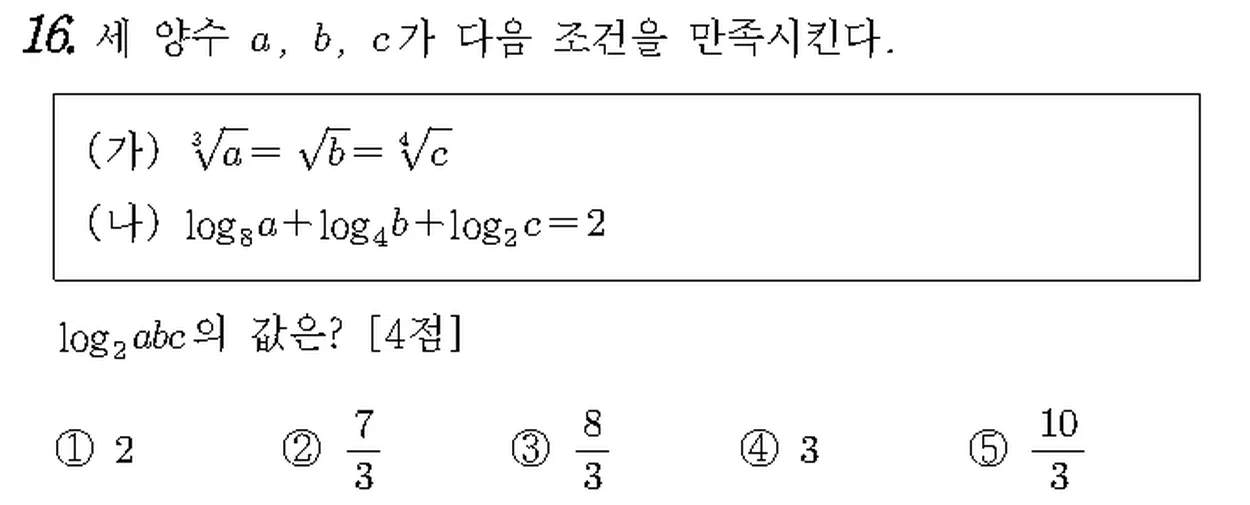 16. 세 양수 a, b, c가 다음 조건을 만족시킨다.
(가) ∛a = √b = ∜c
(나) log₈a + log₄b + log₂c = 2
log₂abc의 값은? [4점]
① 2 ② 7/3 ③ 8/3 ④ 3 ⑤ 10/3